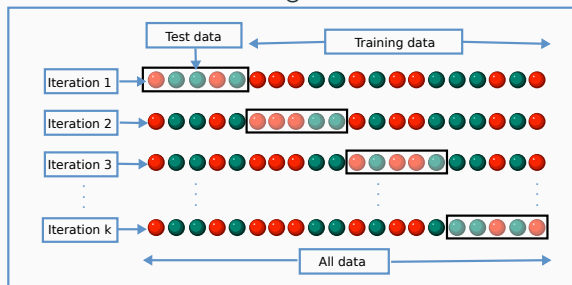 Test data
Training data
Iteration 1
Iteration 2
Iteration 3
Iteration k
All data